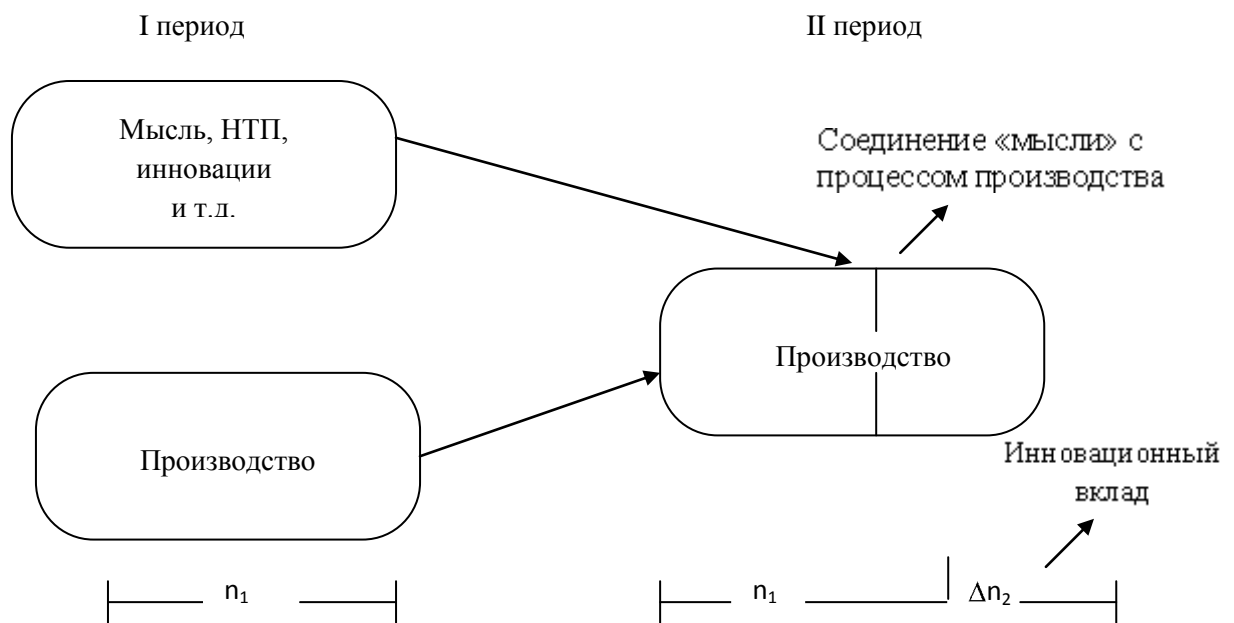 I период
II период
Мысль, НТП,
инновации
и т.д.
Соединение «мысли» с
процессом производства
Производство
Производство
Инновационный
вклад
n₁
n₁
Δn₂